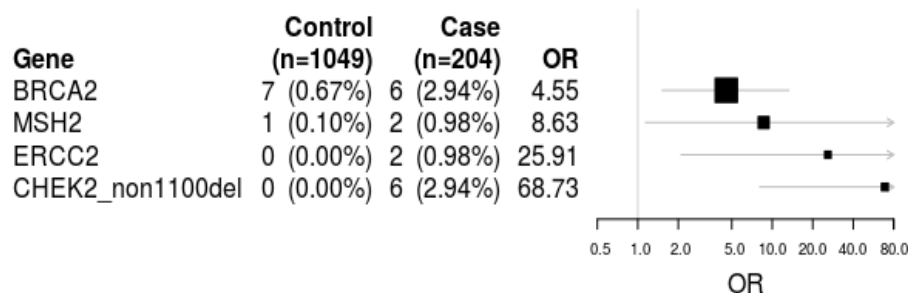 Control Case
Gene (n=1049) (n=204) OR
BRCA2 7 (0.67%) 6 (2.94%) 4.55
MSH2 1 (0.10%) 2 (0.98%) 8.63
ERCC2 0 (0.00%) 2 (0.98%) 25.91
CHEK2_non1100del 0 (0.00%) 6 (2.94%) 68.73
0.5 1.0 2.0 5.0 10.0 20.0 40.0 80.0
OR